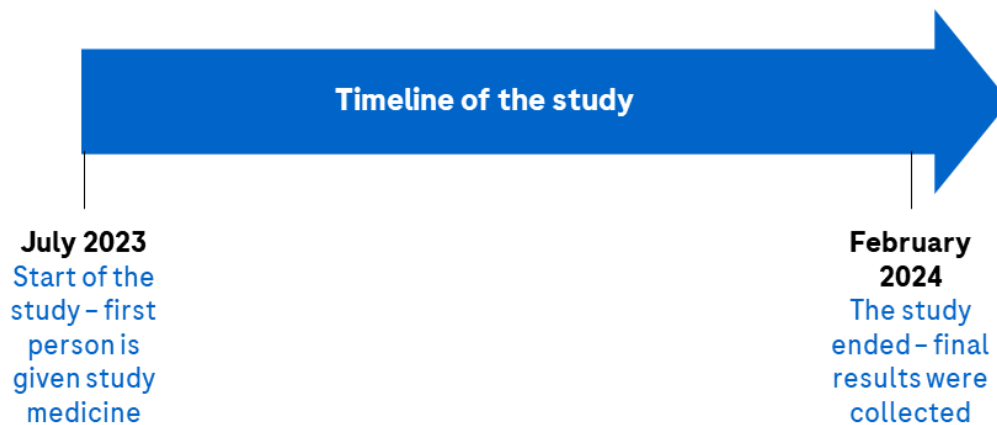 Timeline of the study
July 2023
Start of the
study – first
person is
given study
medicine
February
2024
The study
ended – final
results were
collected